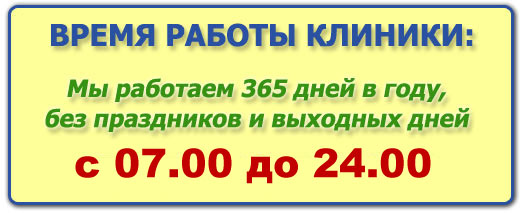 ВРЕМЯ РАБОТЫ КЛИНИКИ:
Мы работаем 365 дней в году,
без праздников и выходных дней
с 07.00 до 24.00